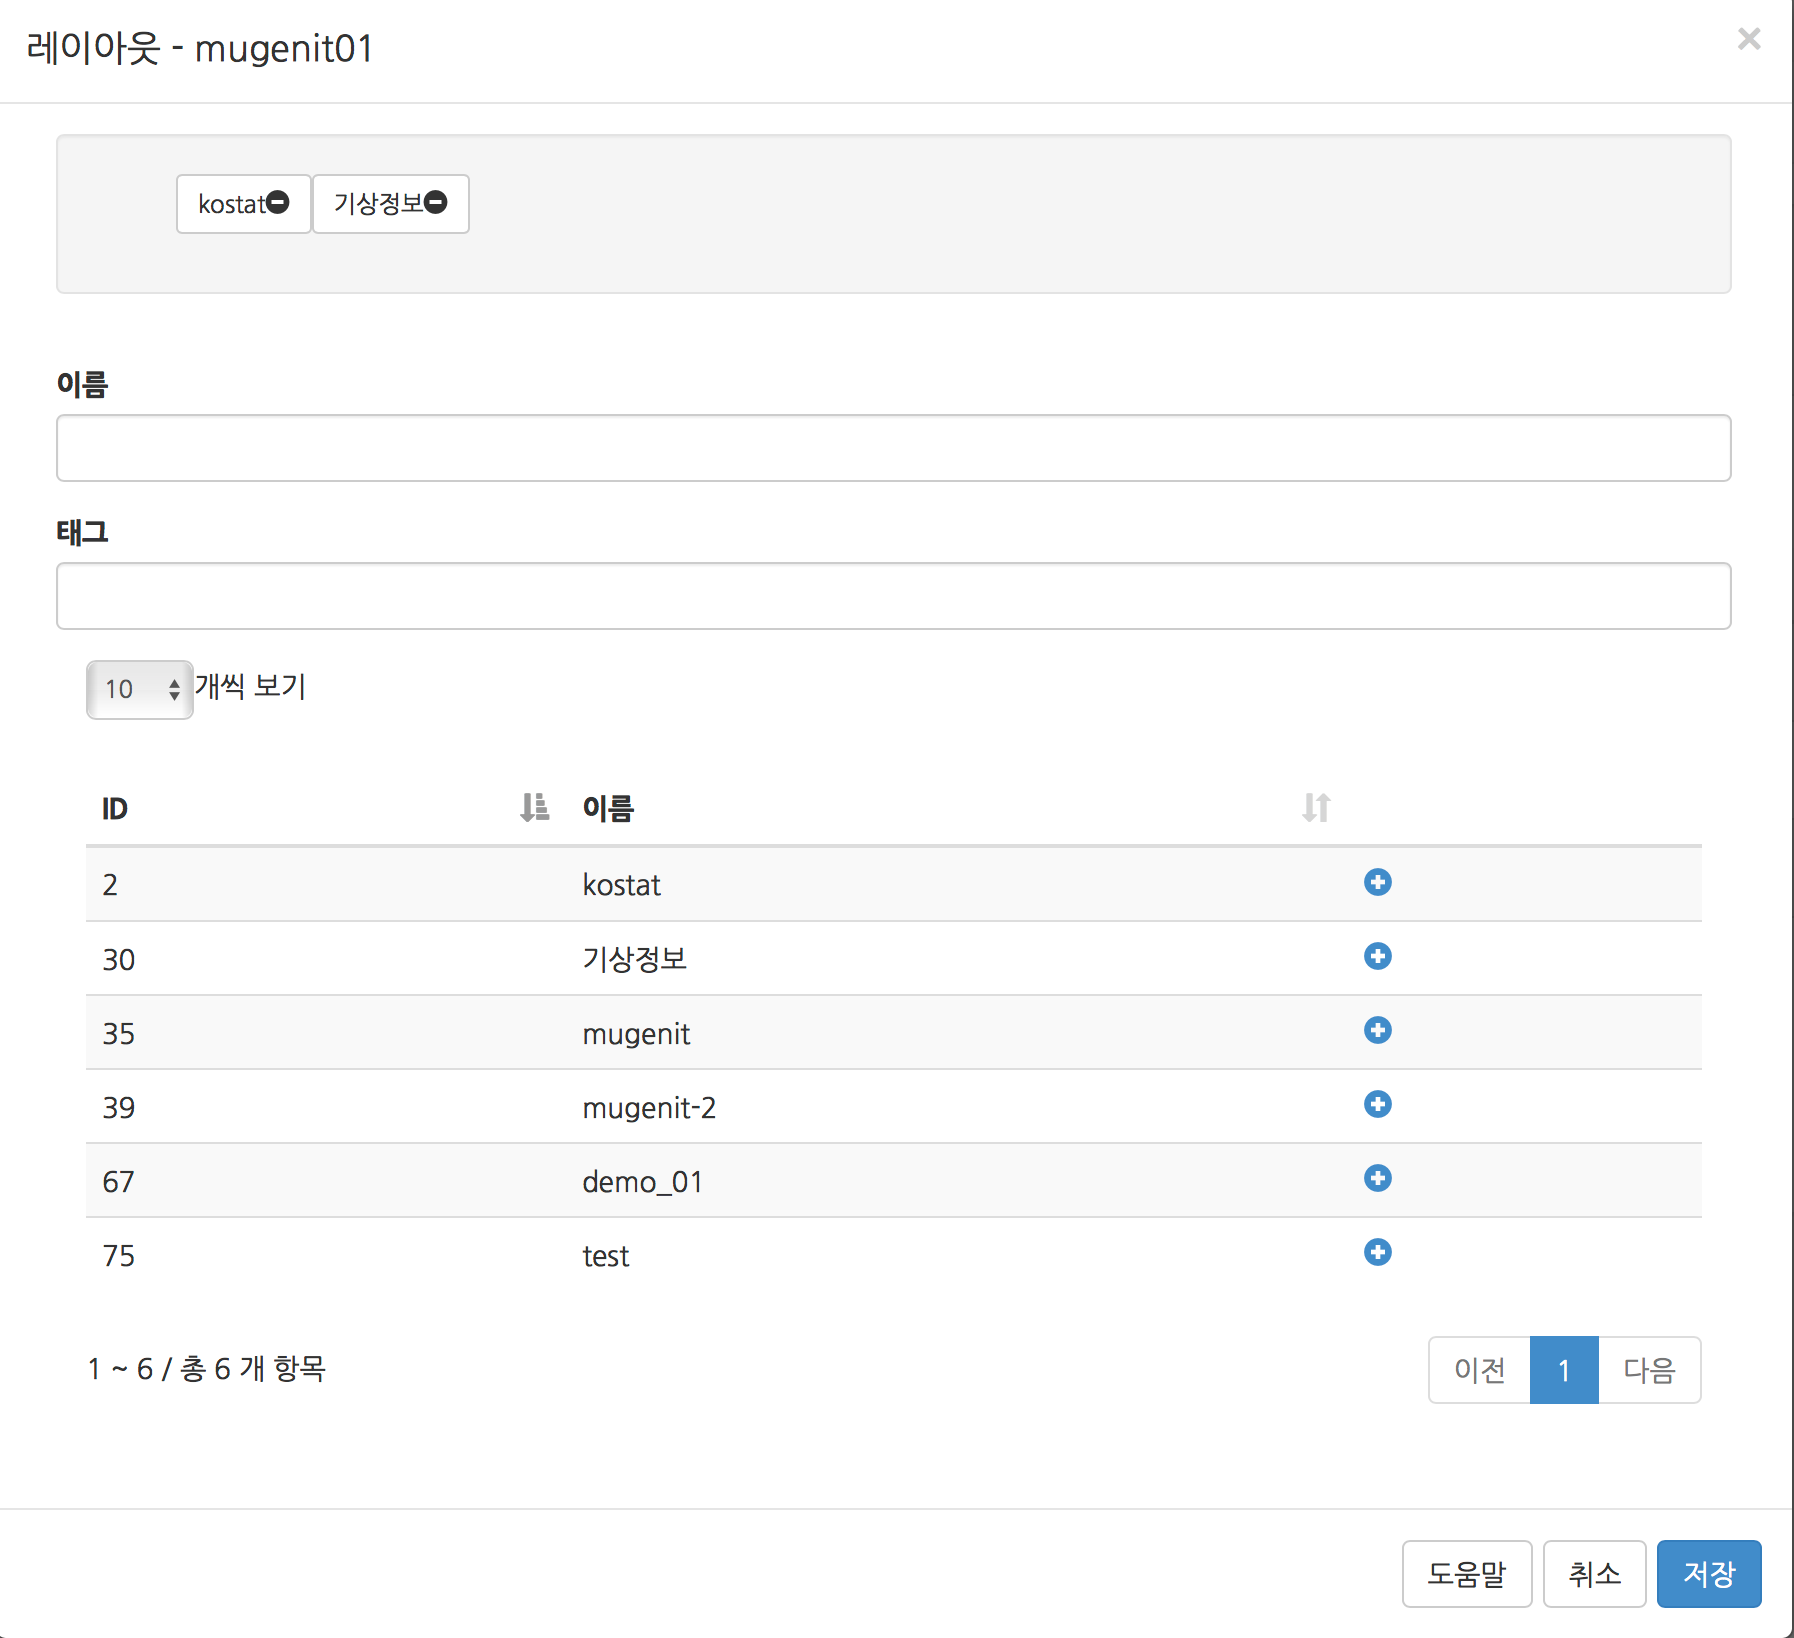 레이아웃 - mugenit01 ×
kostat 기상정보
이름
태그
10 개씩 보기
ID 이름
2 kostat
30 기상정보
35 mugenit
39 mugenit-2
67 demo_01
75 test
1 ~ 6 / 총 6 개 항목 이전 1 다음
도움말 취소 저장